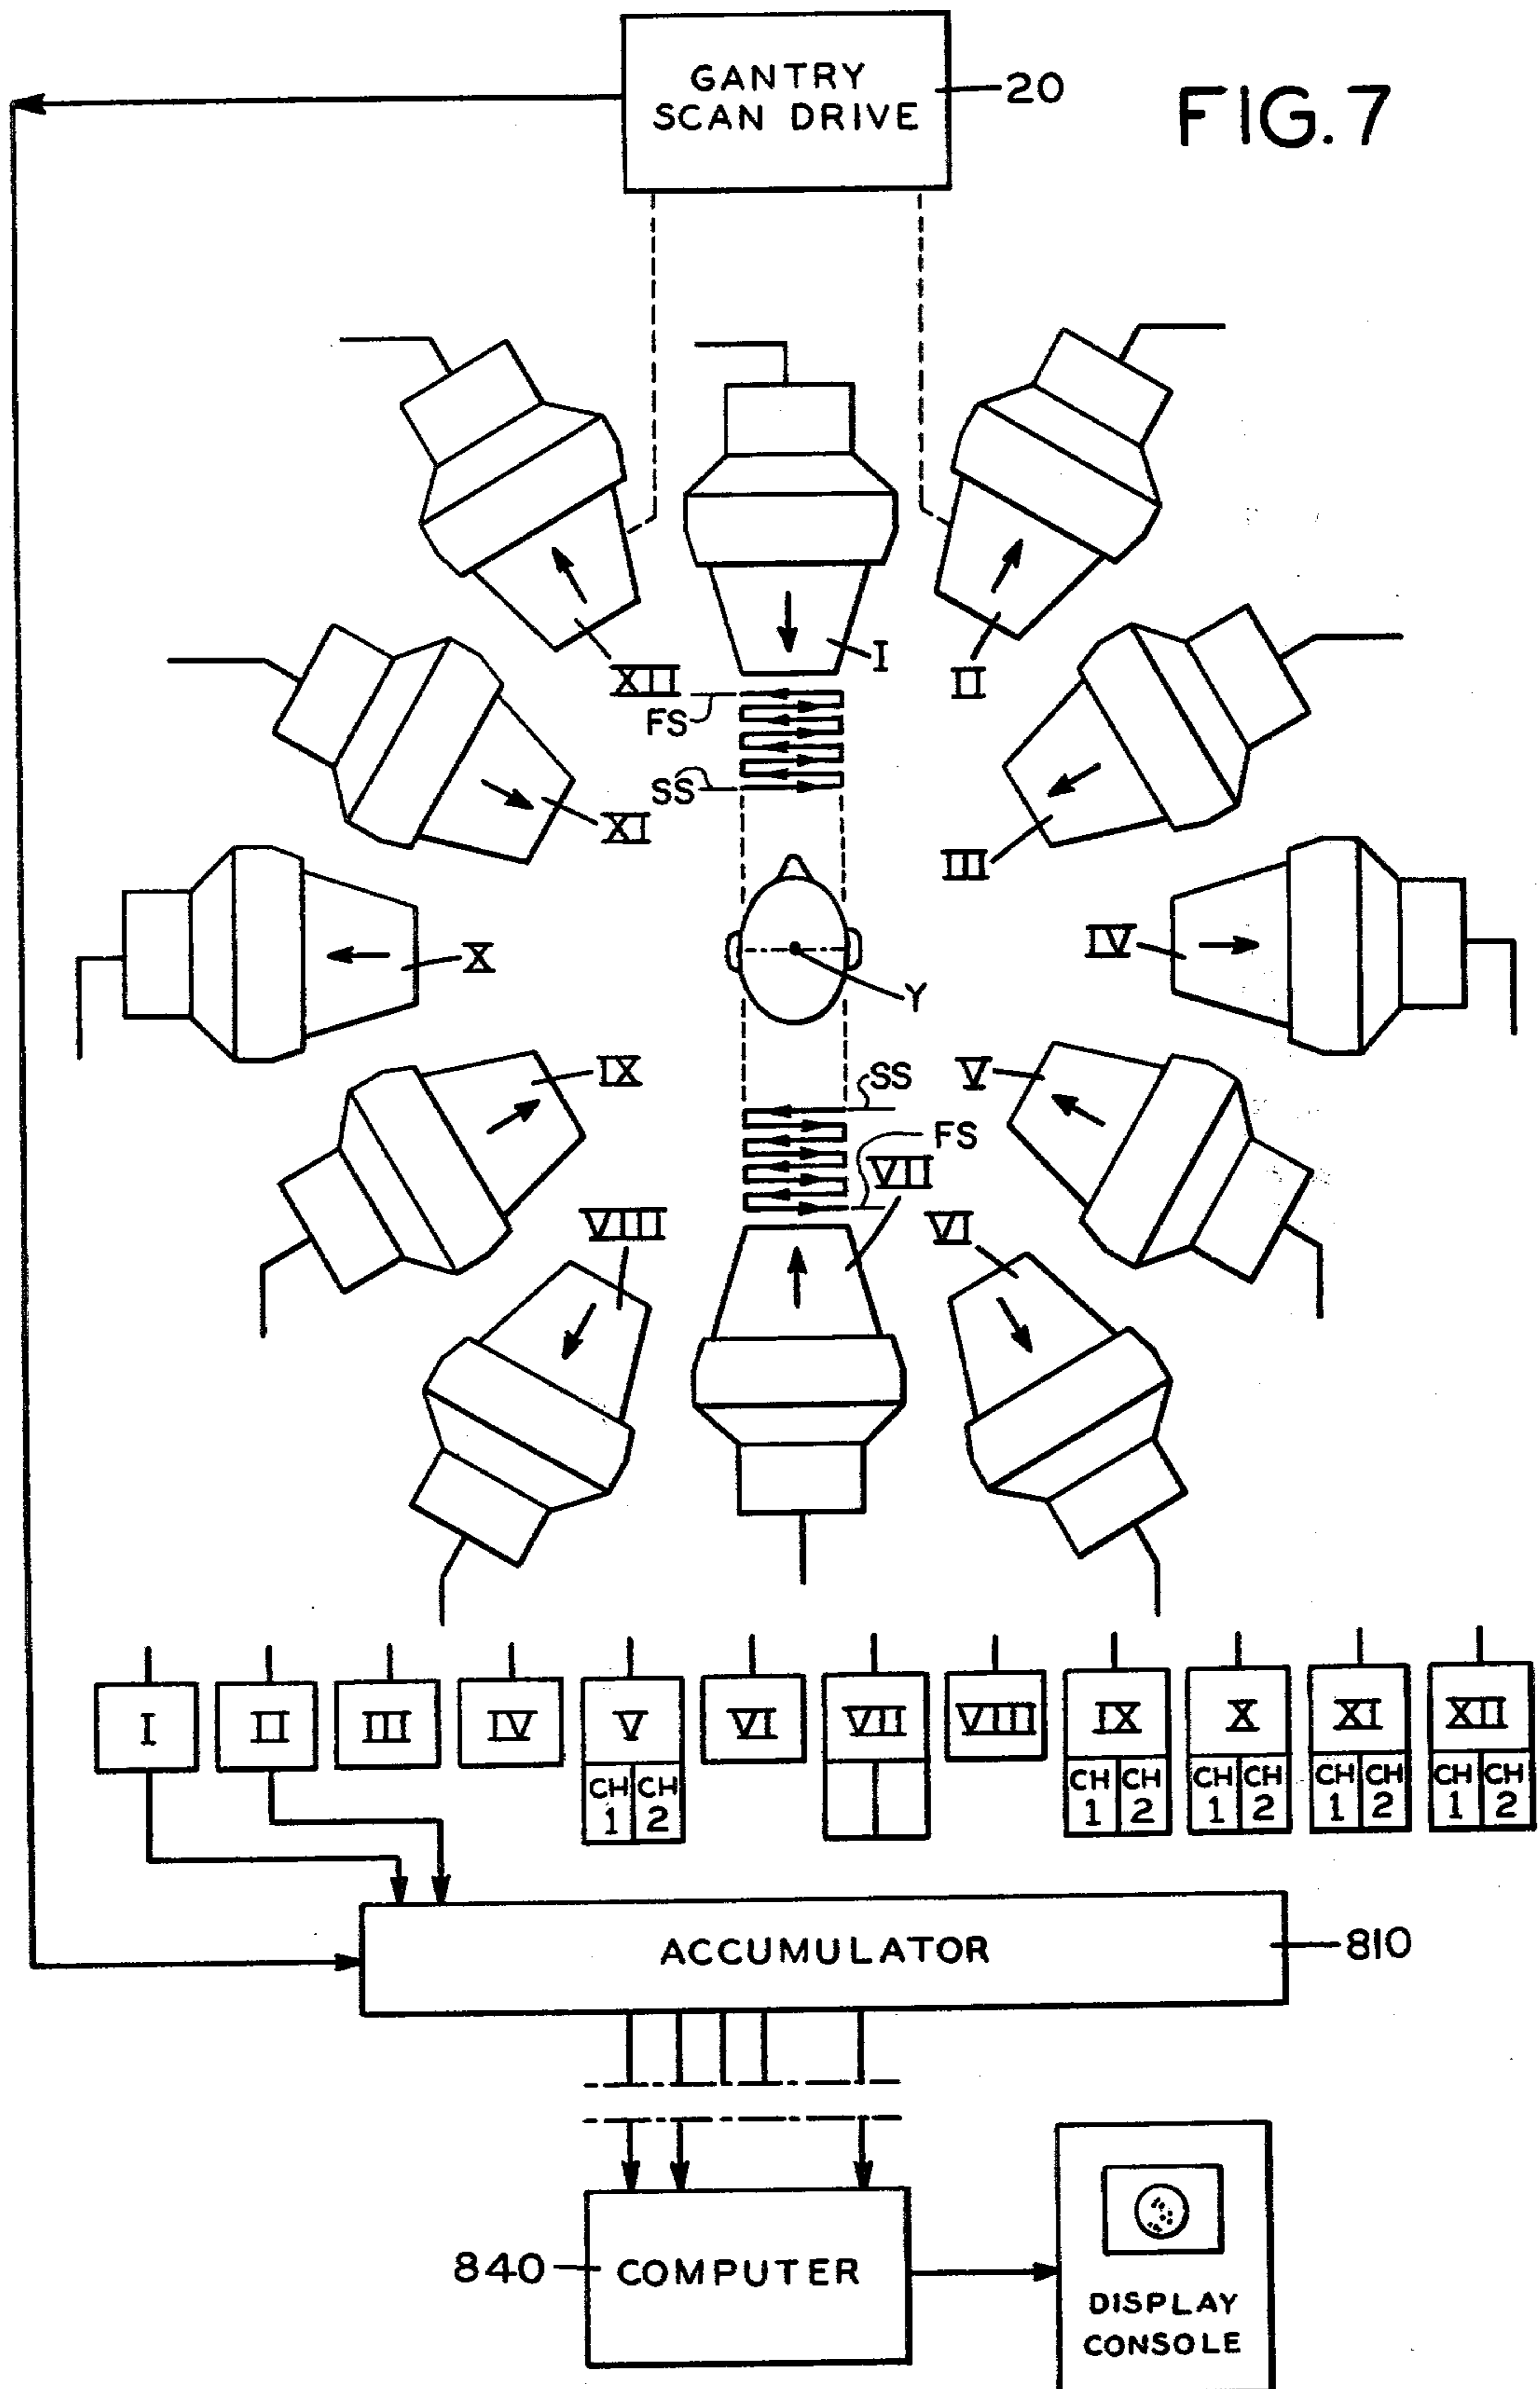 GANTRY
SCAN DRIVE
20
FIG. 7
XII
I
II
FS
SS
XI
III
X
IV
Y
IX
SS
V
FS
VII
VIII
VI
I
II
III
IV
V
VI
VII
VIII
IX
X
XI
XII
CH 1
CH 2
CH 1
CH 2
CH 1
CH 2
CH 1
CH 2
CH 1
CH 2
ACCUMULATOR
810
840
COMPUTER
DISPLAY
CONSOLE